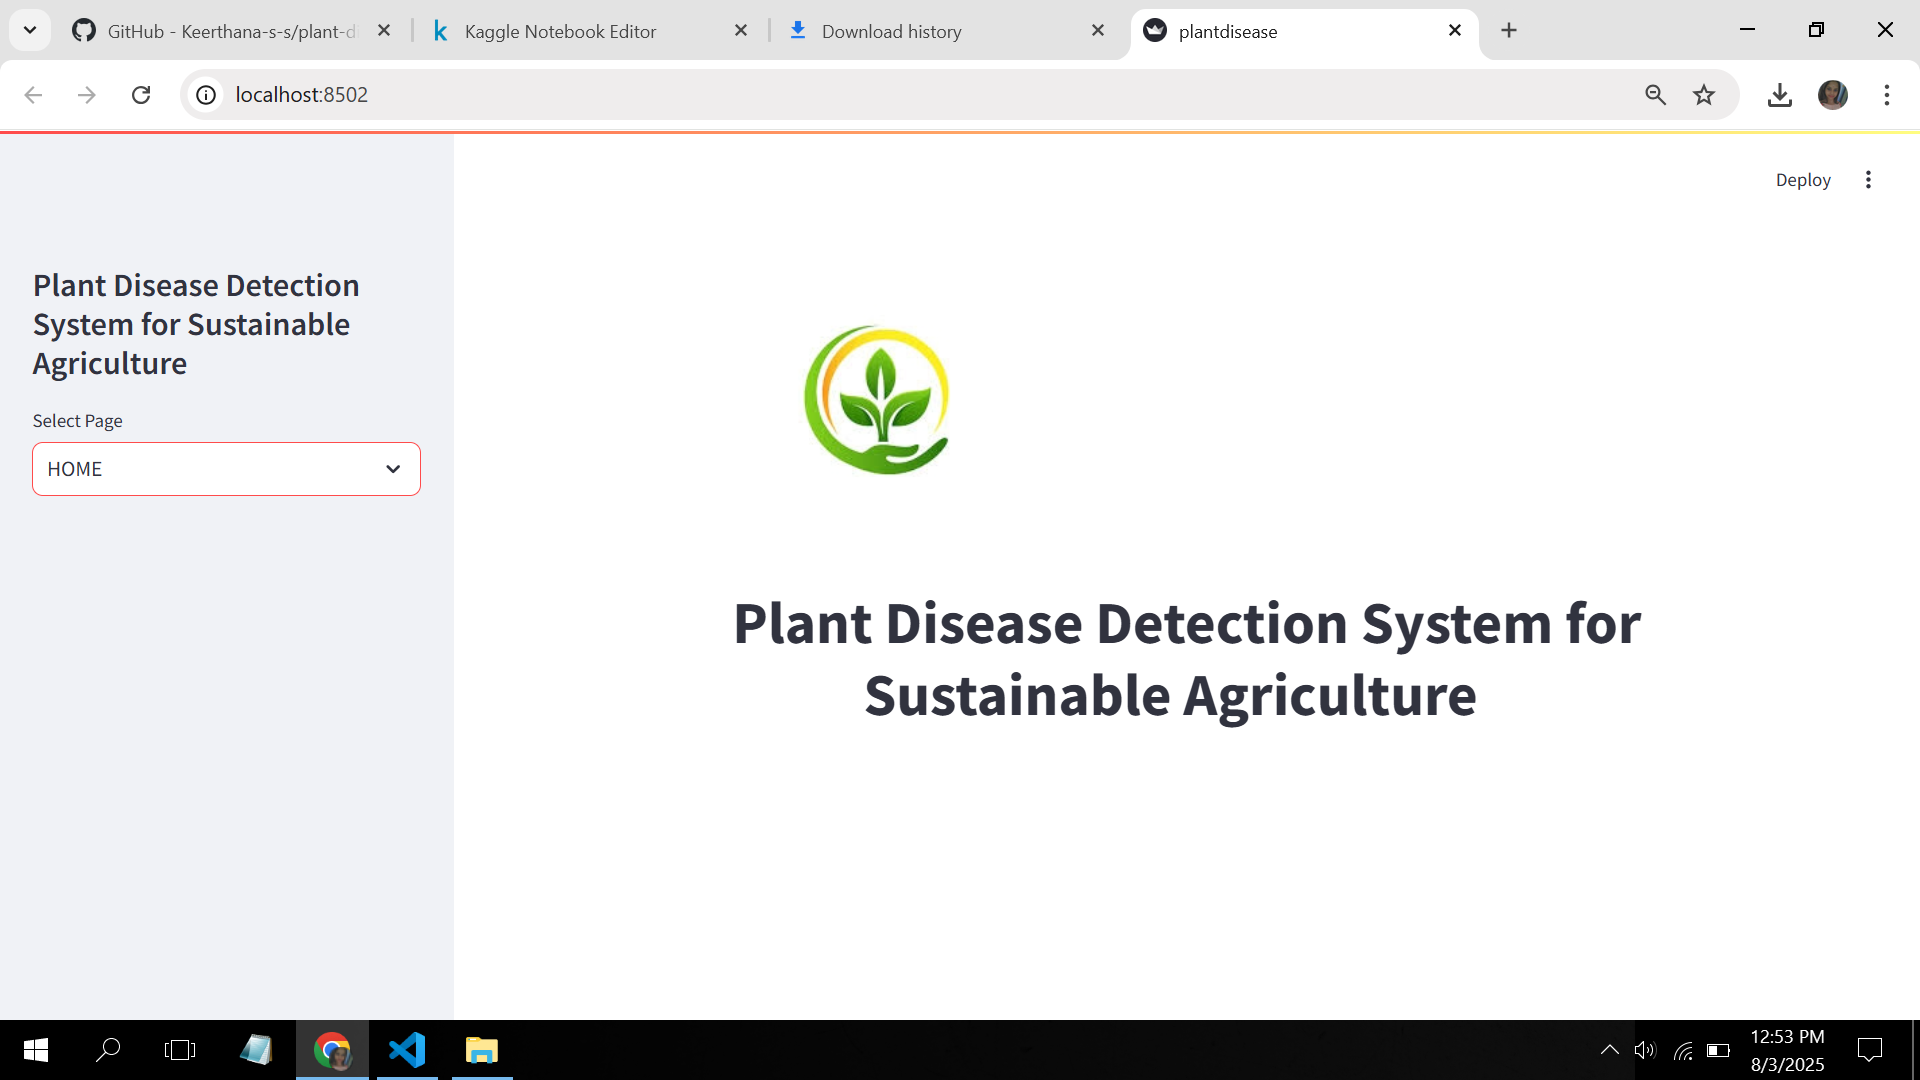 GitHub - Keerthana-s-s/plant-di
Kaggle Notebook Editor
Download history
plantdisease
localhost:8502
Deploy
Plant Disease Detection
System for Sustainable
Agriculture
Select Page
HOME
Plant Disease Detection System for
Sustainable Agriculture
12:53 PM
8/3/2025